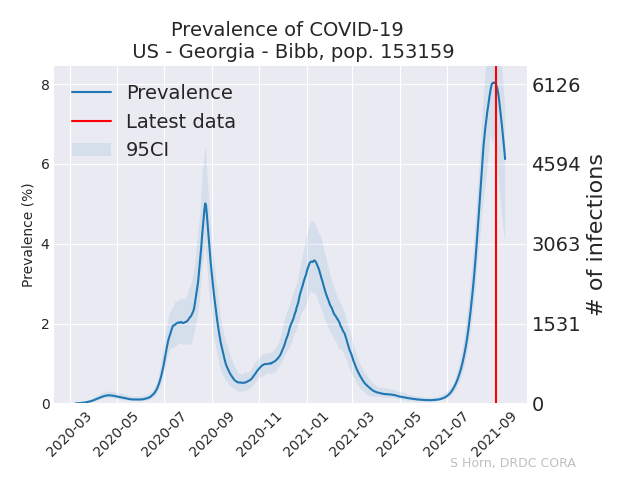 Prevalence of COVID-19
US - Georgia - Bibb, pop. 153159
Prevalence
Latest data
95CI
Prevalence (%)
8
6
4
2
0
6126
4594
3063
1531
0
# of infections
2020-03
2020-05
2020-07
2020-09
2020-11
2021-01
2021-03
2021-05
2021-07
2021-09
S Horn, DRDC CORA